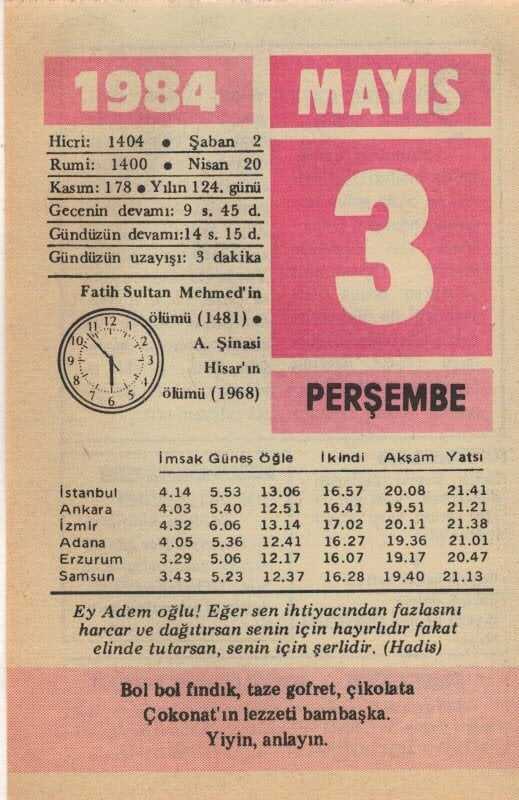 1984
MAYIS
Hicri: 1404 • Şaban 2
Rumi: 1400 • Nisan 20
Kasım: 178 • Yılın 124. günü
Gecenin devamı: 9 s. 45 d.
Gündüzün devamı:14 s. 15 d.
Gündüzün uzayışı: 3 dakika
3
Fatih Sultan Mehmed'in
ölümü (1481) •
A. Şinasi
Hisar'ın
ölümü (1968)
12 1 2 3 4 5 6 7 8 9 10 11
PERŞEMBE
İmsak Güneş Öğle İkindi Akşam Yatsı
İstanbul 4.14 5.53 13.06 16.57 20.08 21.41
Ankara 4.03 5.40 12.51 16.41 19.51 21.21
İzmir 4.32 6.06 13.14 17.02 20.11 21.38
Adana 4.05 5.36 12.41 16.27 19.36 21.01
Erzurum 3.29 5.06 12.17 16.07 19.17 20.47
Samsun 3.43 5.23 12.37 16.28 19.40 21.13
Ey Adem oğlu! Eğer sen ihtiyacından fazlasını
harcar ve dağıtırsan senin için hayırlıdır fakat
elinde tutarsan, senin için şerlidir. (Hadis)
Bol bol fındık, taze gofret, çikolata
Çokonat'ın lezzeti bambaşka.
Yiyin, anlayın.